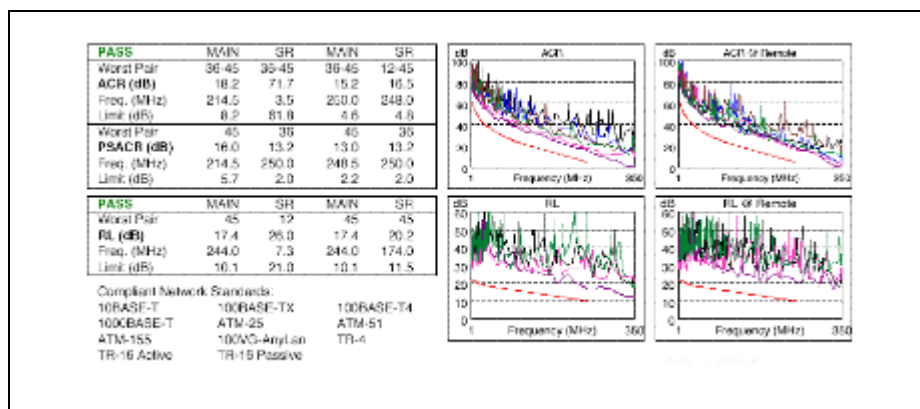 PASS MAIN SR MAIN SR
Worst Pair 36-45 36-45 36-45 12-45
ACR (dB) 18.2 71.7 15.2 16.5
Freq. (MHz) 214.5 3.5 250.0 248.0
Limit (dB) 8.2 61.8 4.6 4.8
Worst Pair 45 36 45 36
PSACR (dB) 16.0 13.2 13.0 13.2
Freq. (MHz) 214.5 250.0 248.5 250.0
Limit (dB) 5.7 2.0 2.2 2.0
PASS MAIN SR MAIN SR
Worst Pair 45 12 45 45
RL (dB) 17.4 26.0 17.4 20.2
Freq. (MHz) 244.0 7.3 244.0 174.0
Limit (dB) 10.1 21.0 10.1 11.5
Compliant Network Standards:
10BASE-T 100BASE-TX 100BASE-T4
1000BASE-T ATM-25 ATM-51
ATM-155 100VG-AnyLan TR-4
TR-16 Active TR-16 Passive
dB ACR
100
80
60
40
20
0
1 Frequency (MHz) 350
dB ACR @ Remote
100
80
60
40
20
0
1 Frequency (MHz) 350
dB RL
60
50
40
30
20
10
0
1 Frequency (MHz) 350
dB RL @ Remote
60
50
40
30
20
10
0
1 Frequency (MHz) 350